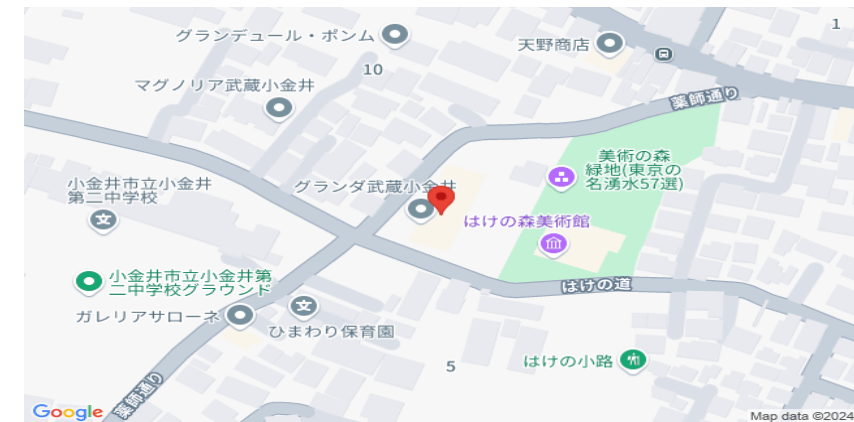 1
グランデュール・ポンム
天野商店
10
マグノリア武蔵小金井
薬師通り
美術の森
緑地(東京の
名湧水57選)
小金井市立小金井
第二中学校
グランダ武蔵小金井
はけの森美術館
小金井市立小金井第
二中学校グラウンド
はけの道
ガレリアサローネ
ひまわり保育園
5
はけの小路
薬師通り
Google
Map data ©2024